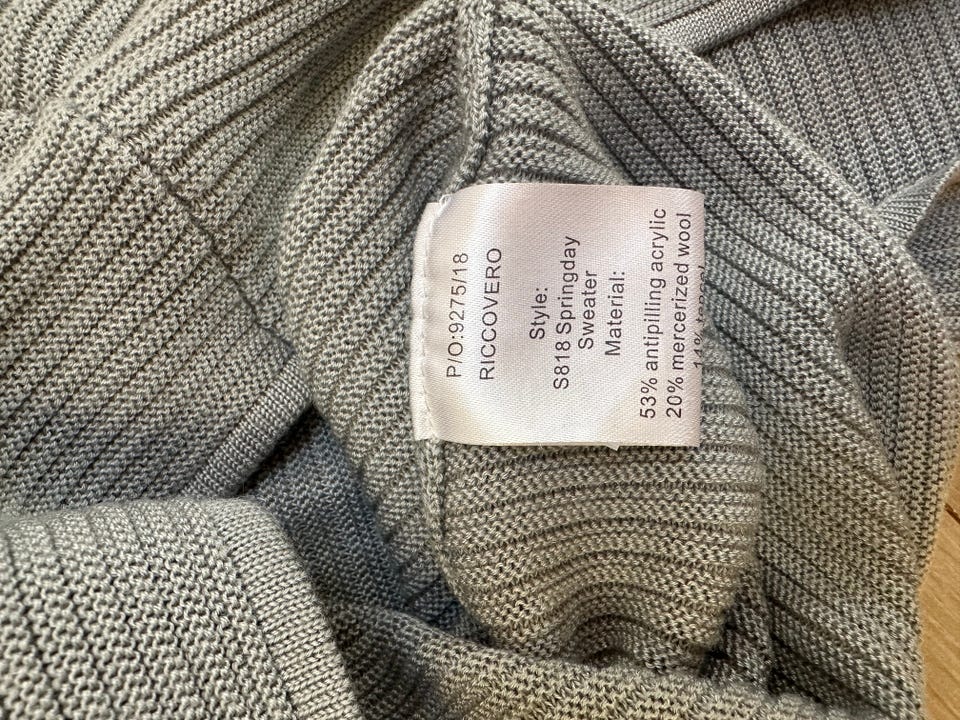 P/O:9275/18
RICCOVERO
Style:
S818 Springday
Sweater
Material:
53% antipilling acrylic
20% mercerized wool